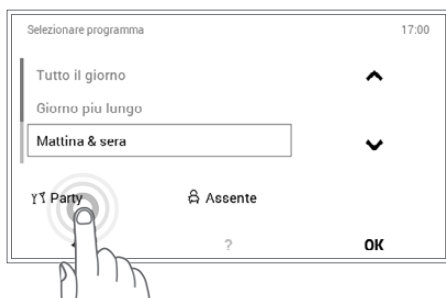 Selezionare programma 17:00
Tutto il giorno
Giorno piu lungo
Mattina & sera
Party Assente
? OK